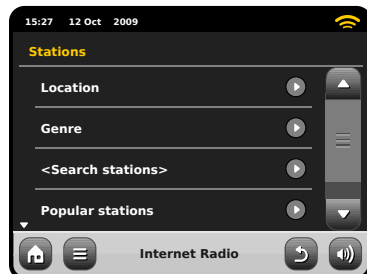 15:27 12 Oct 2009
Stations
Location
Genre
<Search stations>
Popular stations
Internet Radio